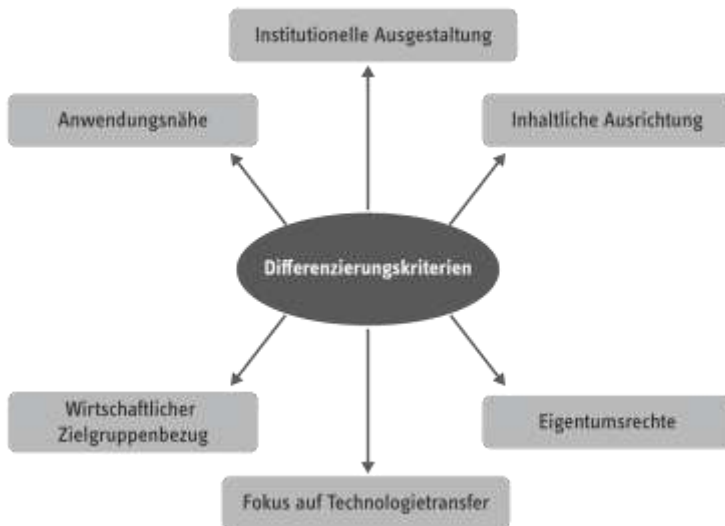 Institutionelle Ausgestaltung
Anwendungsnähe
Inhaltliche Ausrichtung
Differenzierungskriterien
Wirtschaftlicher
Zielgruppenbezug
Eigentumsrechte
Fokus auf Technologietransfer